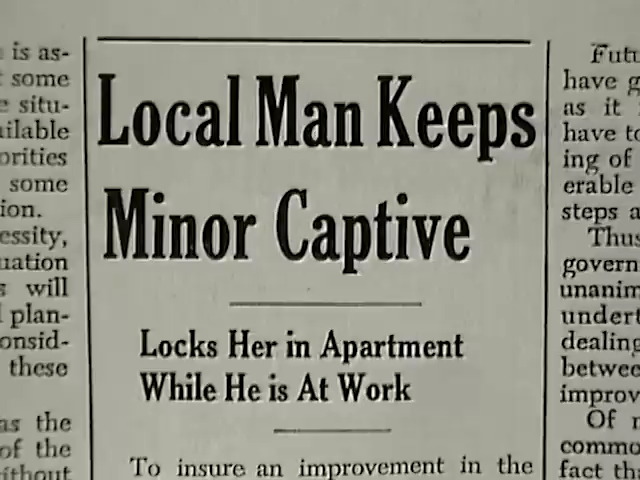 is as-
some
situ-
ailable
orities
some
ion.
essity,
uation
s will
plan-
onsid-
these
as the
of the
ithout
Local Man Keeps
Minor Captive
Locks Her in Apartment
While He is At Work
To insure an improvement in the
Futu
have g
as it
have to
ing of
erable
steps a
Thus
govern
unanim
undert
dealing
betwee
improv
Of
commo
fact th